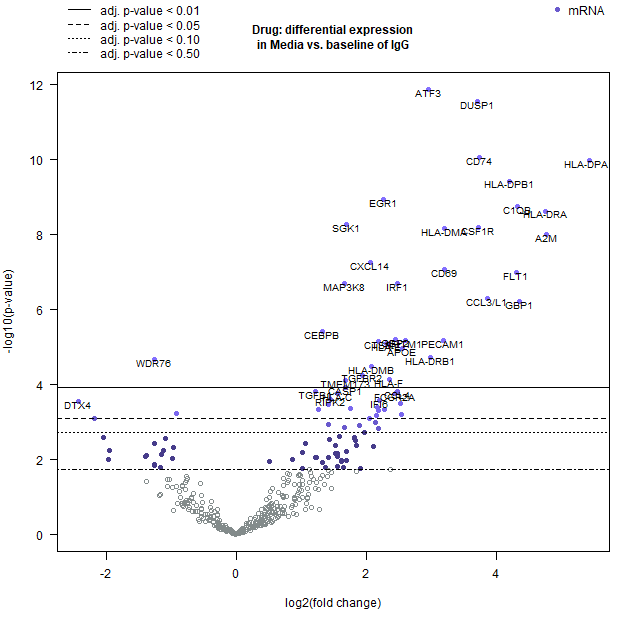 adj. p-value < 0.01
adj. p-value < 0.05
adj. p-value < 0.10
adj. p-value < 0.50
mRNA
Drug: differential expression
in Media vs. baseline of IgG
-log10(p-value)
12
10
8
6
4
2
0
ATF3
DUSP1
CD74
HLA-DPA
HLA-DPB1
EGR1
C1QB
HLA-DRA
SGK1
HLA-DMA
CSF1R
A2M
CXCL14
CD69
FLT1
MAP3K8
IRF1
CCL3/L1
GBP1
CEBPB
PECAM1
APOE
WDR76
HLA-DRB1
HLA-DMB
TGFBR2
TMEM173
HLA-F
CASP1
DTX4
IFI6
-2
0
2
4
log2(fold change)